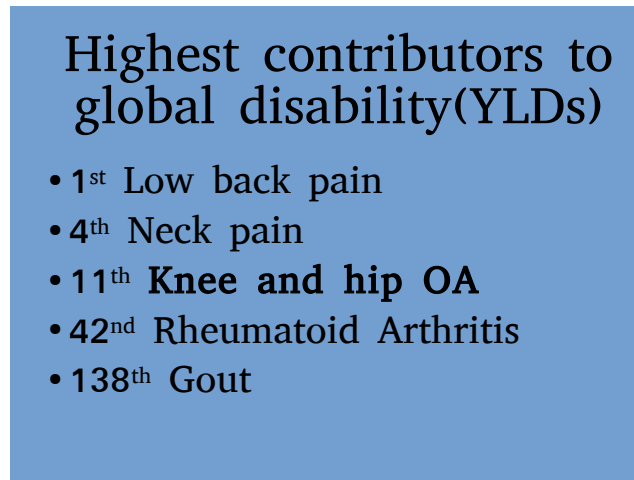 Highest contributors to
global disability(YLDs)
• 1st Low back pain
• 4th Neck pain
• 11th Knee and hip OA
• 42nd Rheumatoid Arthritis
• 138th Gout